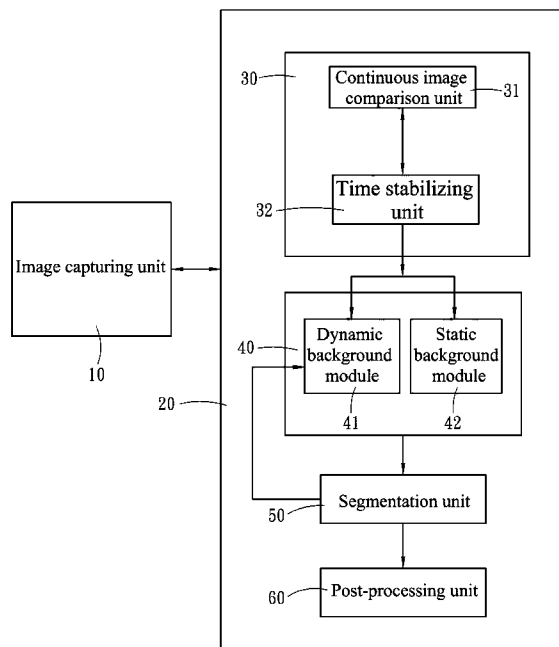 30
Continuous image
comparison unit
31
Time stabilizing
unit
32
Image capturing unit
10
20
40
Dynamic
background
module
41
Static
background
module
42
Segmentation unit
50
Post-processing unit
60